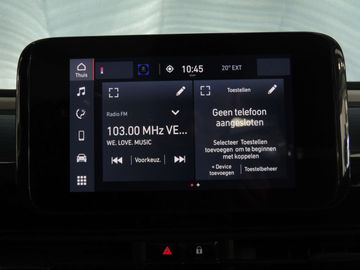 Thuis
10:45
20° EXT
Radio FM
103.00 MHz VE...
WE. LOVE. MUSIC
Voorkeuz.
Toestellen
Geen telefoon
aangesloten
Selecteer Toestellen
toevoegen om te beginnen
met koppelen
+ Device
toevoegen
Toestelbeheer